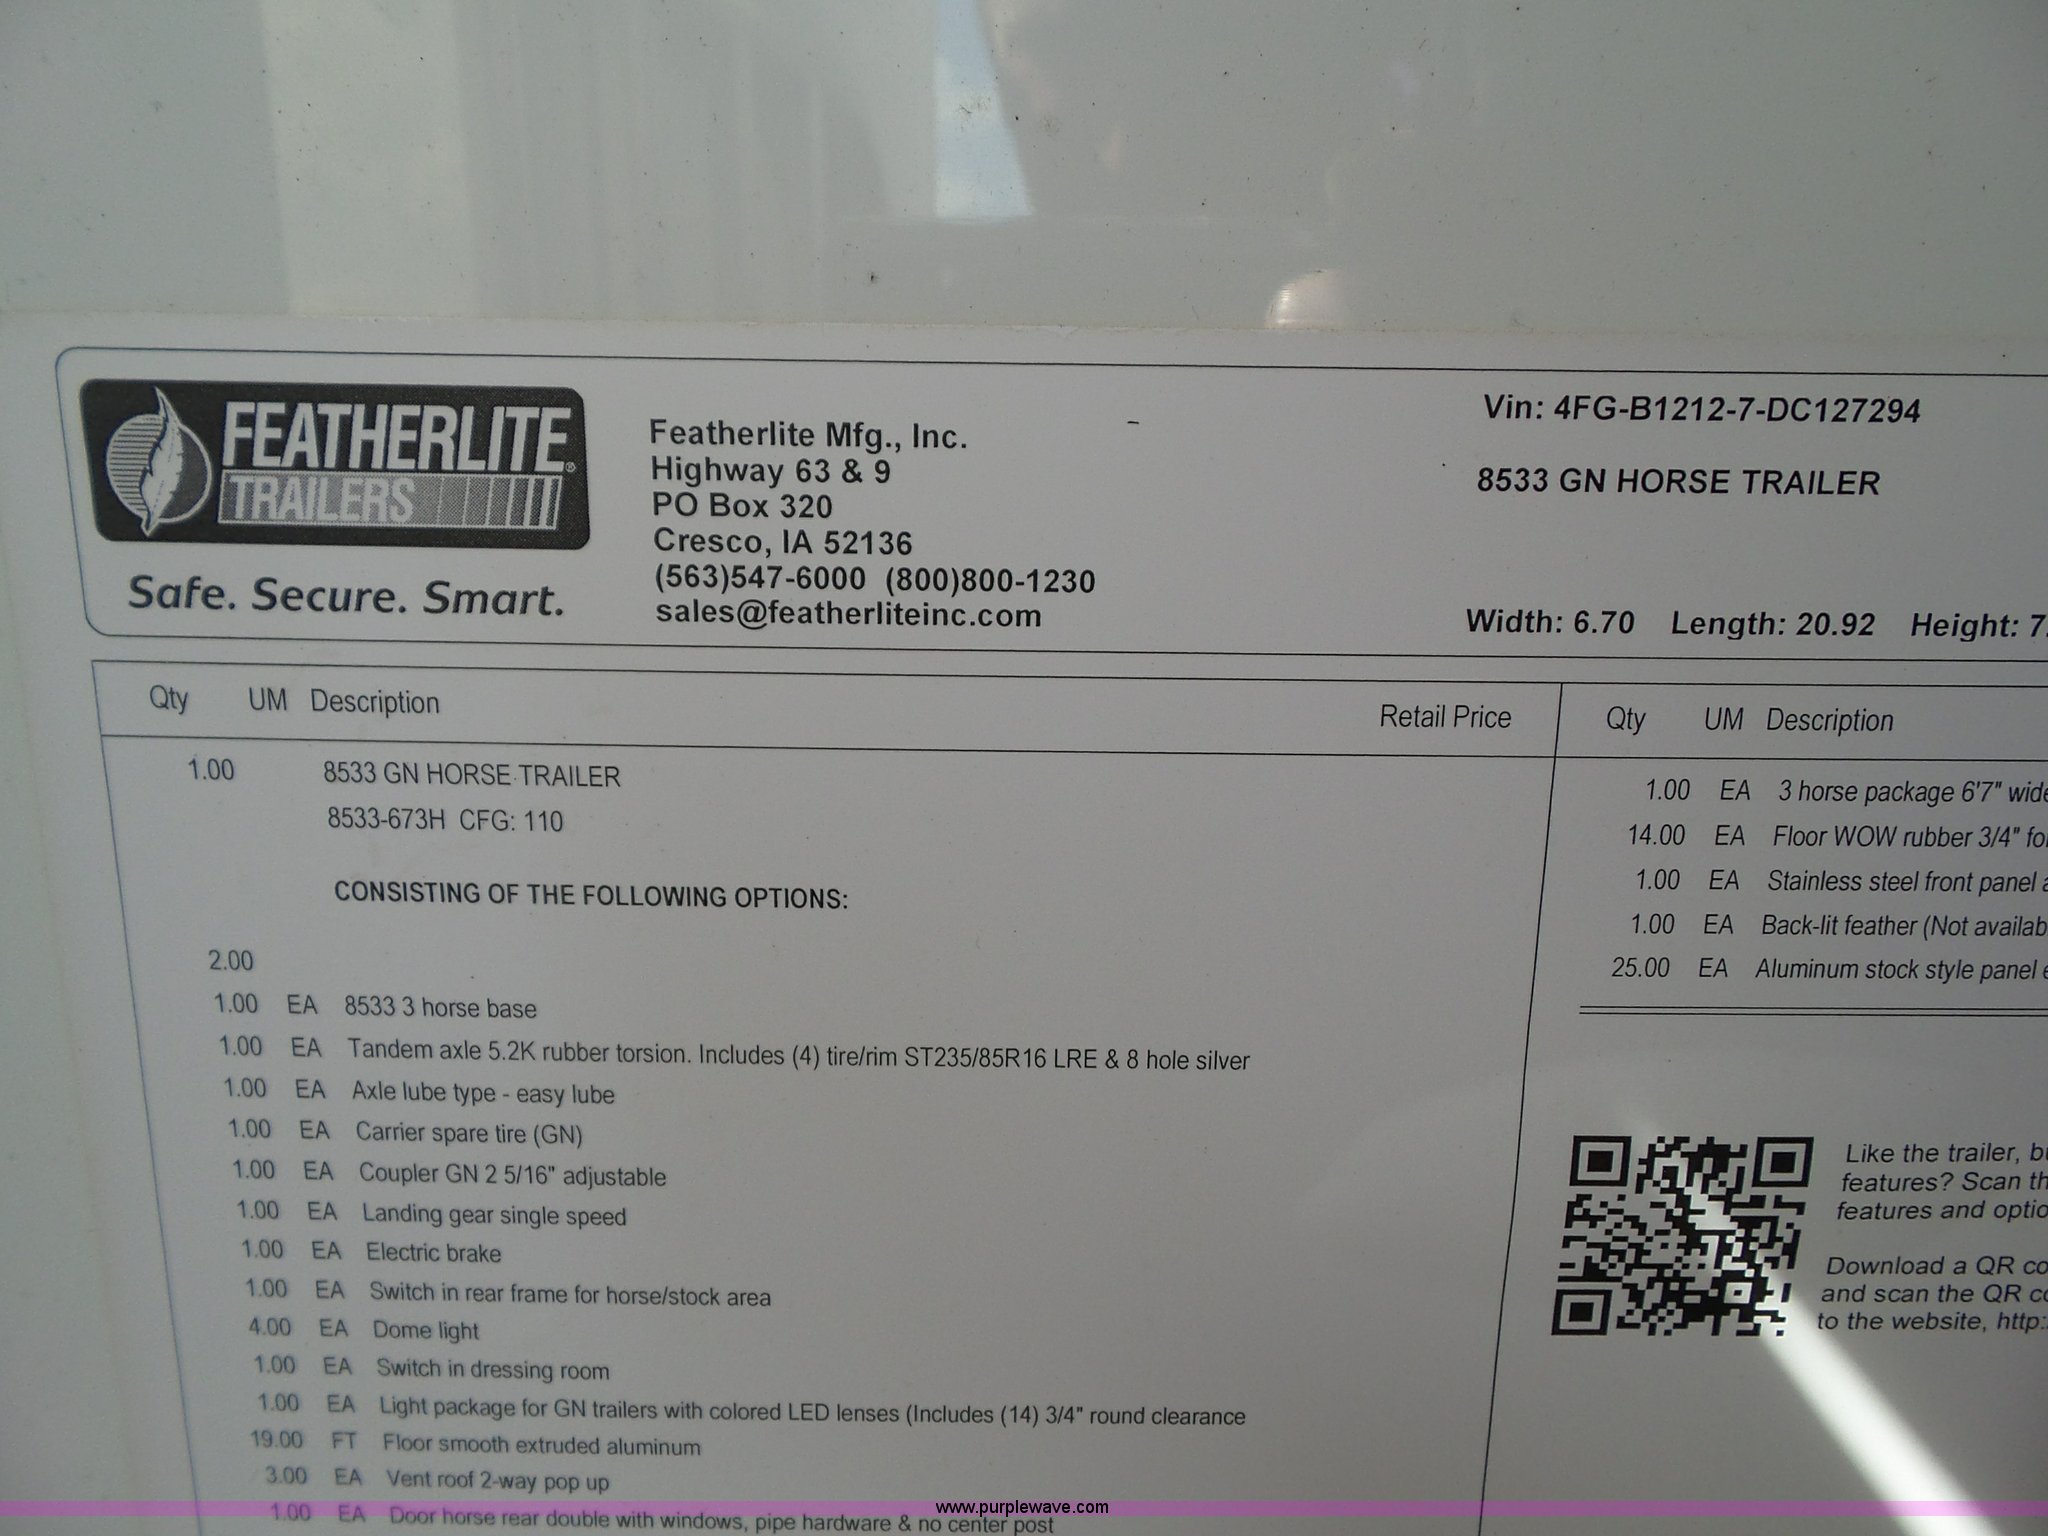 FEATHERLITE®
TRAILERS
Safe. Secure. Smart.
Featherlite Mfg., Inc.
Highway 63 & 9
PO Box 320
Cresco, IA 52136
(563)547-6000 (800)800-1230
sales@featherliteinc.com
Vin: 4FG-B1212-7-DC127294
8533 GN HORSE TRAILER
Width: 6.70 Length: 20.92 Height: 7.
Qty UM Description Retail Price
1.00 8533 GN HORSE TRAILER
8533-673H CFG: 110
CONSISTING OF THE FOLLOWING OPTIONS:
2.00
1.00 EA 8533 3 horse base
1.00 EA Tandem axle 5.2K rubber torsion. Includes (4) tire/rim ST235/85R16 LRE & 8 hole silver
1.00 EA Axle lube type - easy lube
1.00 EA Carrier spare tire (GN)
1.00 EA Coupler GN 2 5/16" adjustable
1.00 EA Landing gear single speed
1.00 EA Electric brake
1.00 EA Switch in rear frame for horse/stock area
4.00 EA Dome light
1.00 EA Switch in dressing room
1.00 EA Light package for GN trailers with colored LED lenses (Includes (14) 3/4" round clearance
19.00 FT Floor smooth extruded aluminum
3.00 EA Vent roof 2-way pop up
1.00 EA Door horse rear double with windows, pipe hardware & no center post
Qty UM Description
1.00 EA 3 horse package 6'7" wide
14.00 EA Floor WOW rubber 3/4"
1.00 EA Stainless steel front panel
1.00 EA Back-lit feather (Not
25.00 EA Aluminum stock style panel
Like the trailer,
features? Scan
features and
Download a QR
and scan the QR
to the website, http:
www.purplewave.com